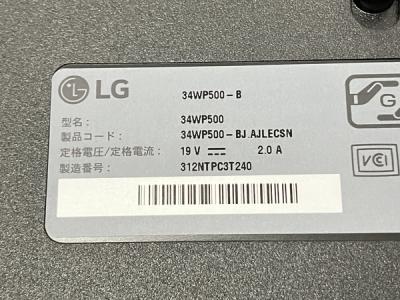 LG
34WP500-B
型名: 34WP500
製品コード: 34WP500-BJ.AJLECSN
定格電圧/定格電流: 19 V ⎓ 2.0 A
製造番号: 312NTPC3T240
G
VCI